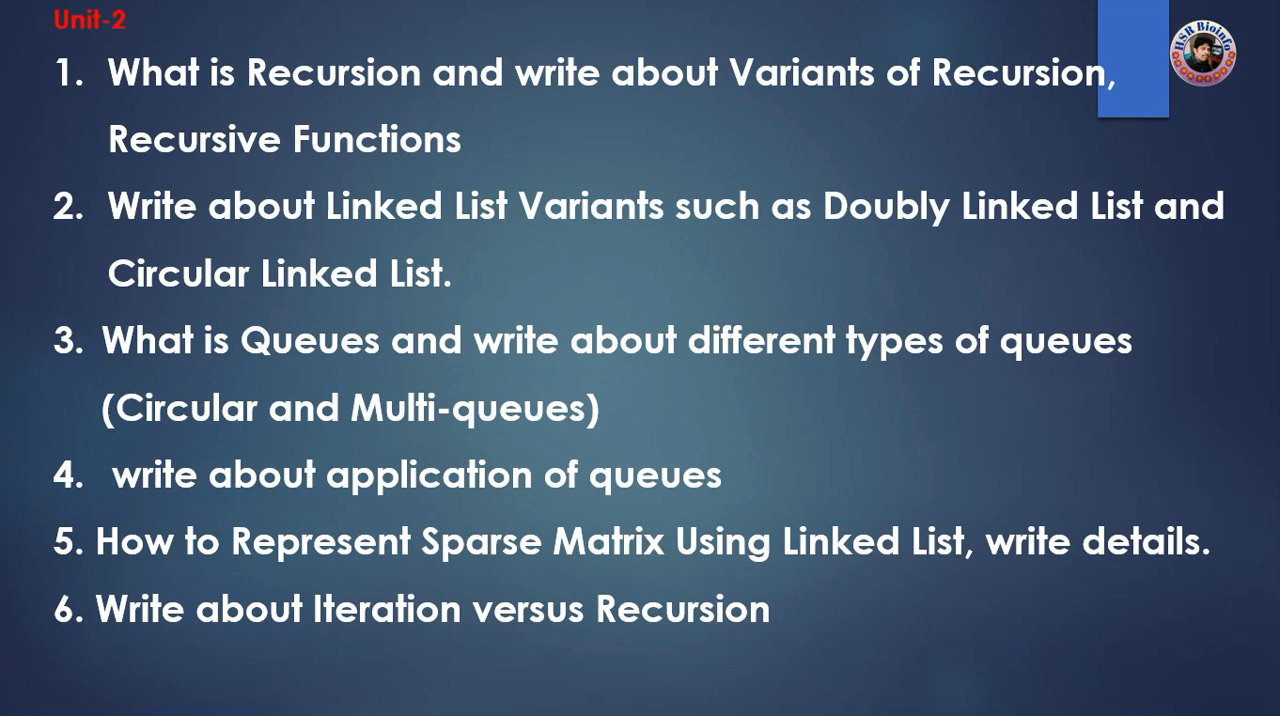 Unit-2
HSR Bioinfo
1. What is Recursion and write about Variants of Recursion,
Recursive Functions
2. Write about Linked List Variants such as Doubly Linked List and
Circular Linked List.
3. What is Queues and write about different types of queues
(Circular and Multi-queues)
4. write about application of queues
5. How to Represent Sparse Matrix Using Linked List, write details.
6. Write about Iteration versus Recursion